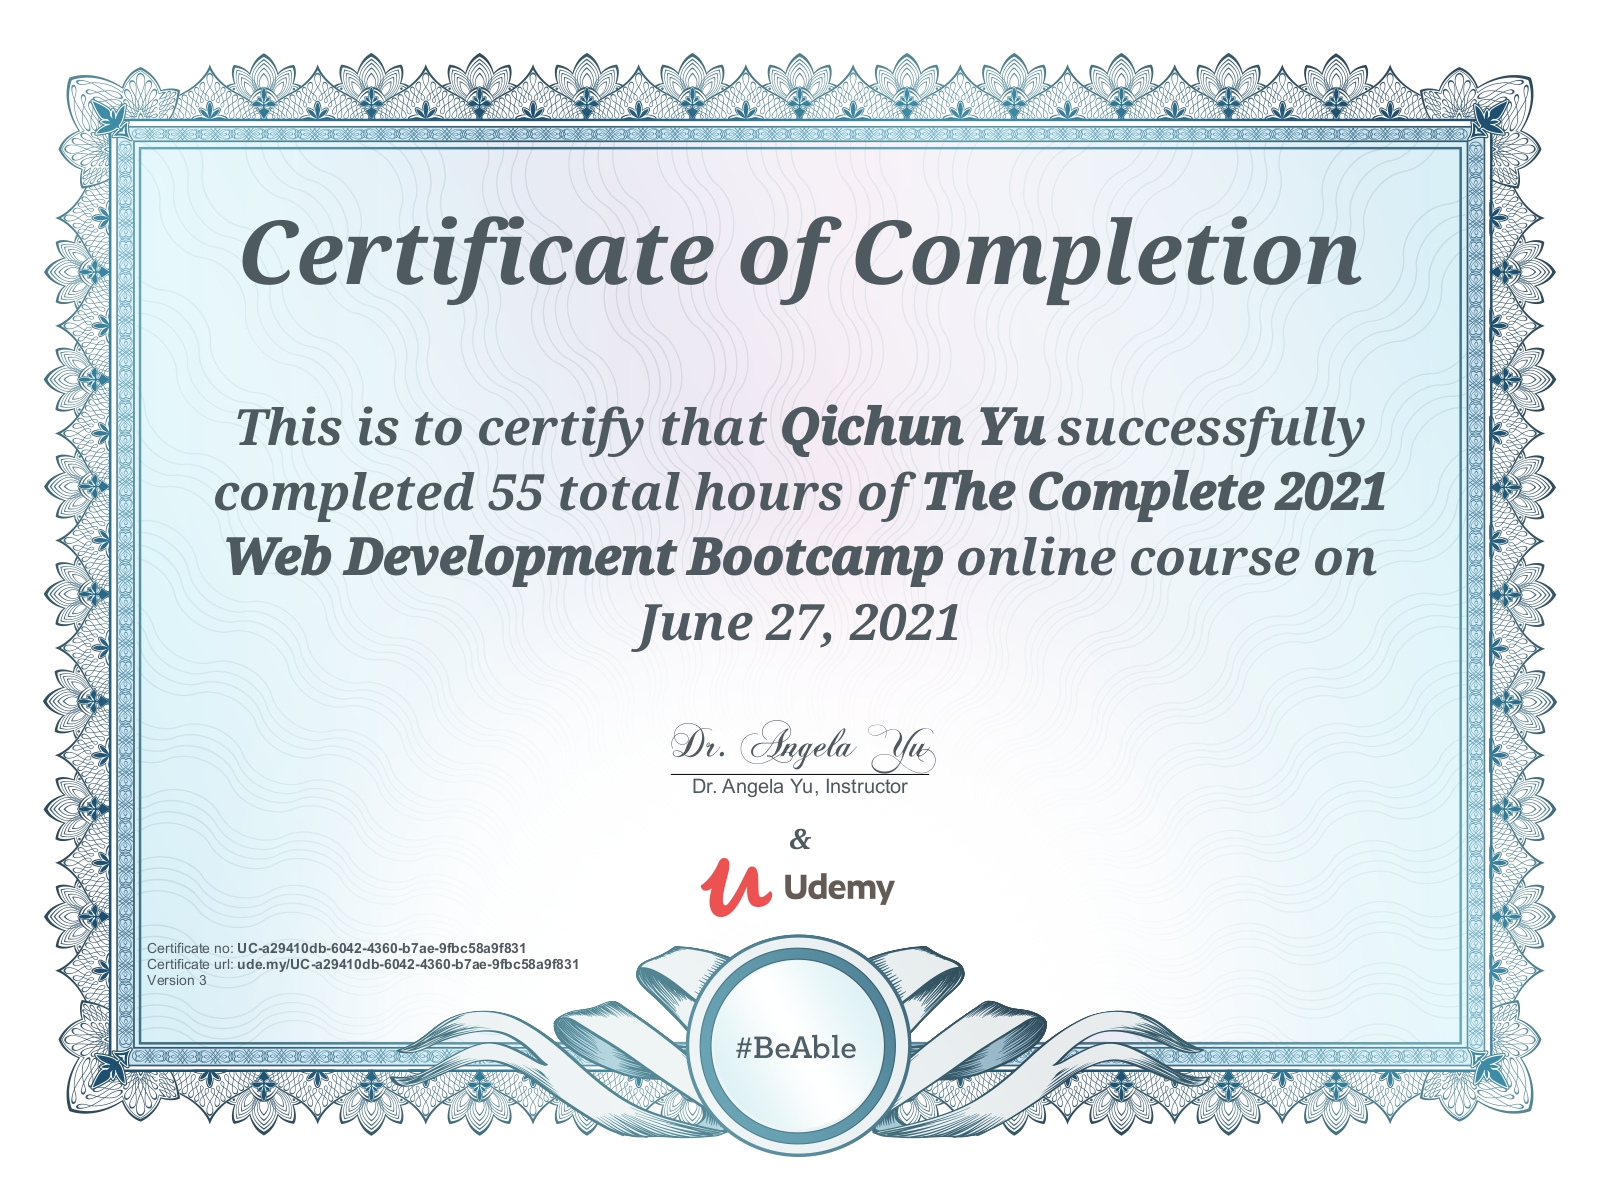 Certificate of Completion
This is to certify that Qichun Yu successfully
completed 55 total hours of The Complete 2021
Web Development Bootcamp online course on
June 27, 2021
Dr. Angela Yu
Dr. Angela Yu, Instructor
&
Udemy
Certificate no: UC-a29410db-6042-4360-b7ae-9fbc58a9f831
Certificate url: ude.my/UC-a29410db-6042-4360-b7ae-9fbc58a9f831
Version 3
#BeAble